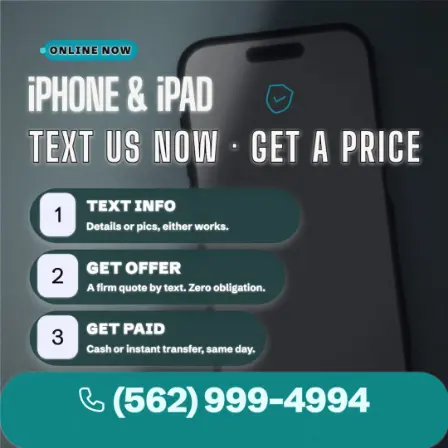 ONLINE NOW
iPHONE & iPAD
TEXT US NOW · GET A PRICE
1
TEXT INFO
Details or pics, either works.
2
GET OFFER
A firm quote by text. Zero obligation.
3
GET PAID
Cash or instant transfer, same day.
(562) 999-4994